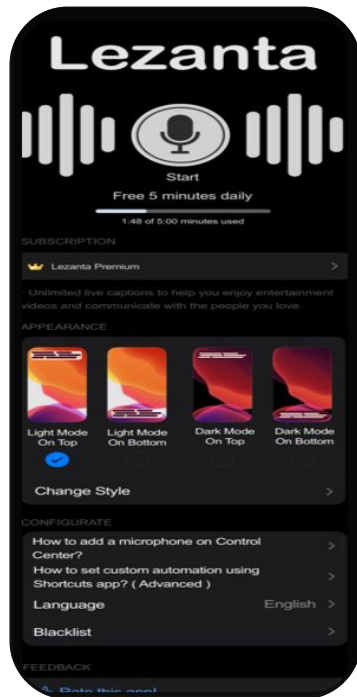 Lezanta
Start
Free 5 minutes daily
1:48 of 5:00 minutes used
SUBSCRIPTION
Lezanta Premium
Unlimited live captions to help you enjoy entertainment
videos and communicate with the people you love.
APPEARANCE
Light Mode
On Top
Light Mode
On Bottom
Dark Mode
On Top
Dark Mode
On Bottom
Change Style
CONFIGURATE
How to add a microphone on Control
Center?
How to set custom automation using
Shortcuts app? ( Advanced )
Language English
Blacklist
FEEDBACK
Rate this app!